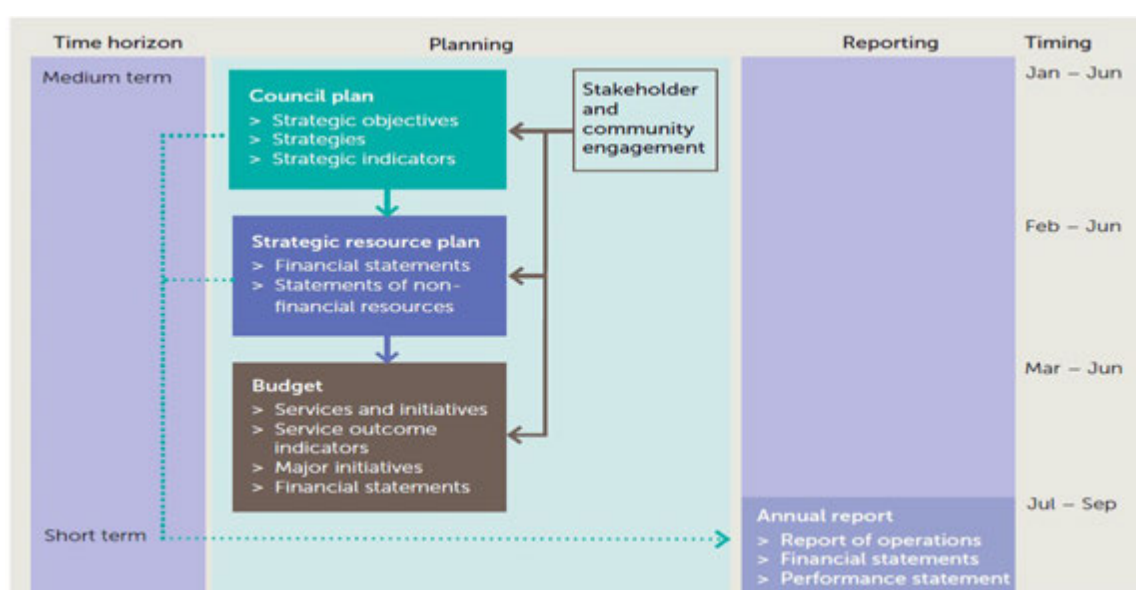 Time horizon
Planning
Reporting
Timing
Medium term
Council plan
> Strategic objectives
> Strategies
> Strategic indicators
Stakeholder
and
community
engagement
Jan – Jun
Strategic resource plan
> Financial statements
> Statements of non-
financial resources
Feb – Jun
Budget
> Services and initiatives
> Service outcome
indicators
> Major initiatives
> Financial statements
Mar – Jun
Short term
Annual report
> Report of operations
> Financial statements
> Performance statement
Jul – Sep